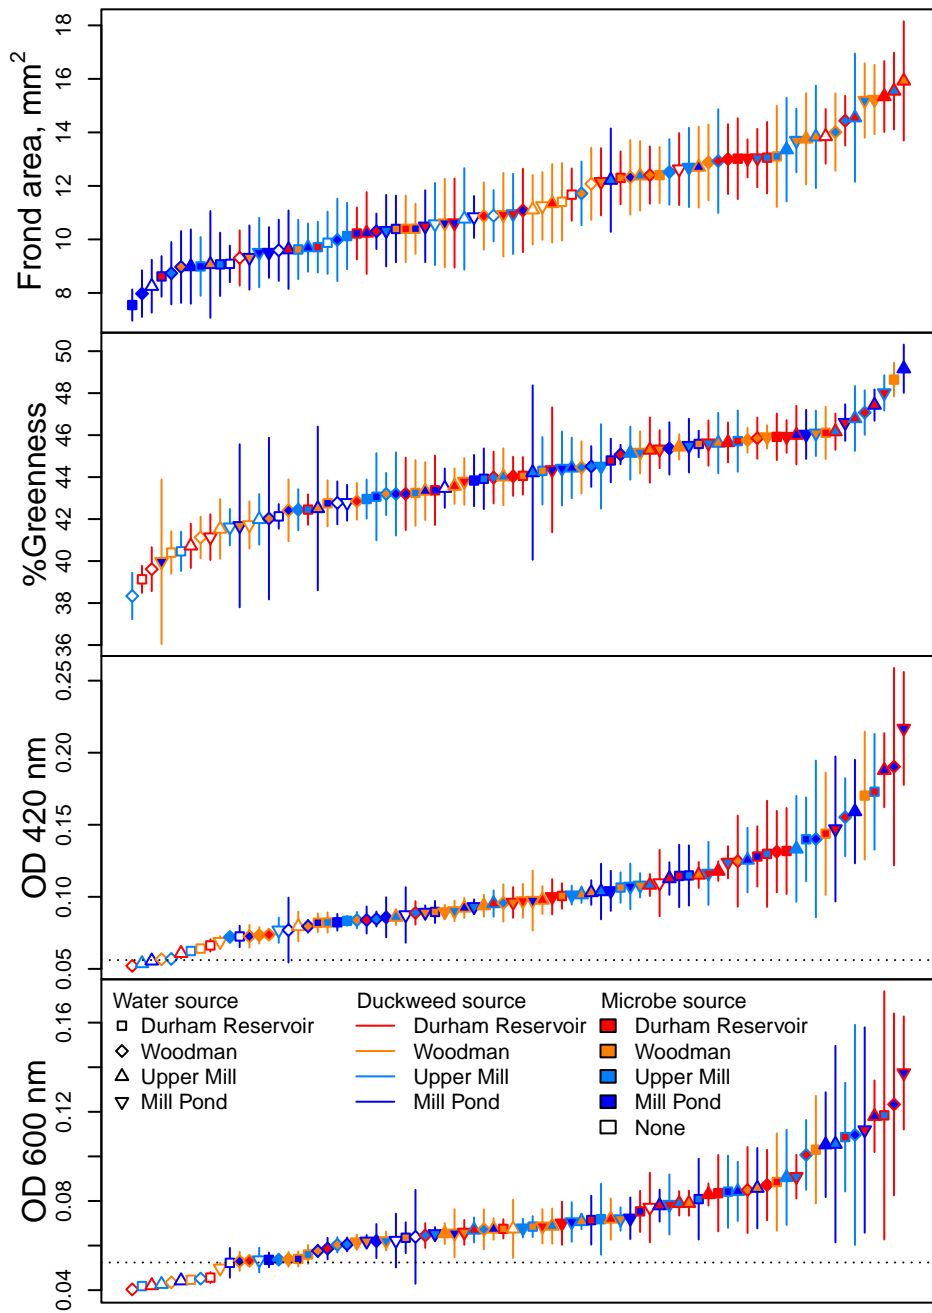 Frond area, mm²
18
16
14
12
10
8
%Greenness
50
48
46
44
42
40
38
36
OD 420 nm
0.25
0.20
0.15
0.10
0.05
OD 600 nm
0.16
0.12
0.08
0.04
Water source
Durham Reservoir
Woodman
Upper Mill
Mill Pond
Duckweed source
Durham Reservoir
Woodman
Upper Mill
Mill Pond
Microbe source
Durham Reservoir
Woodman
Upper Mill
Mill Pond
None